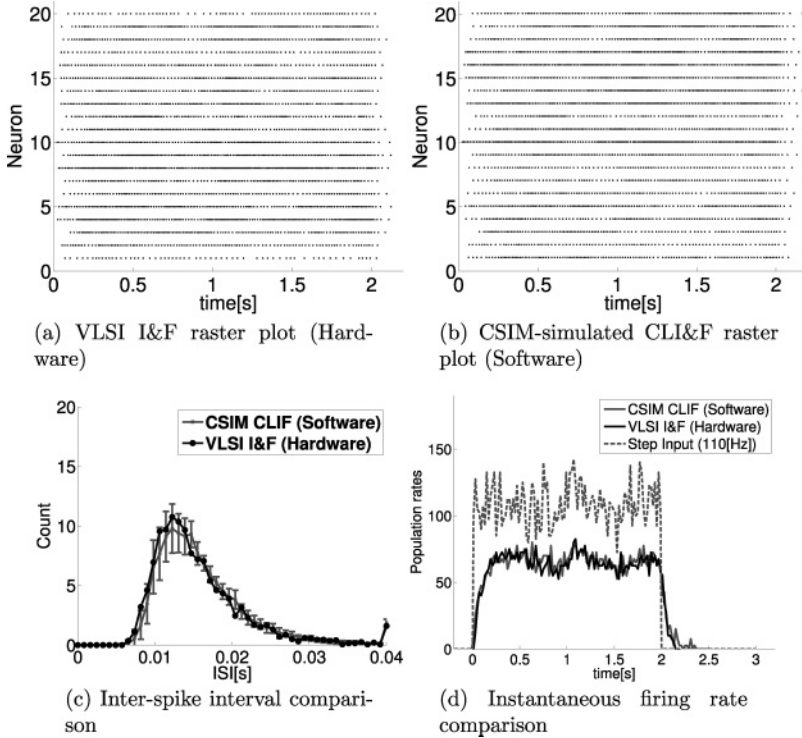 20
15
10
5
0
Neuron
0 0.5 1 1.5 2
time[s]
(a) VLSI I&F raster plot (Hard-
ware)
20
15
10
5
0
Neuron
0 0.5 1 1.5 2
time[s]
(b) CSIM-simulated CLI&F raster
plot (Software)
20
15
10
5
0
Count
CSIM CLIF (Software)
VLSI I&F (Hardware)
0 0.01 0.02 0.03 0.04
ISI[s]
(c) Inter-spike interval compari-
son
150
100
50
0
Population rates
CSIM CLIF (Software)
VLSI I&F (Hardware)
Step Input (110[Hz])
0 0.5 1 1.5 2 2.5 3
time[s]
(d) Instantaneous firing rate
comparison